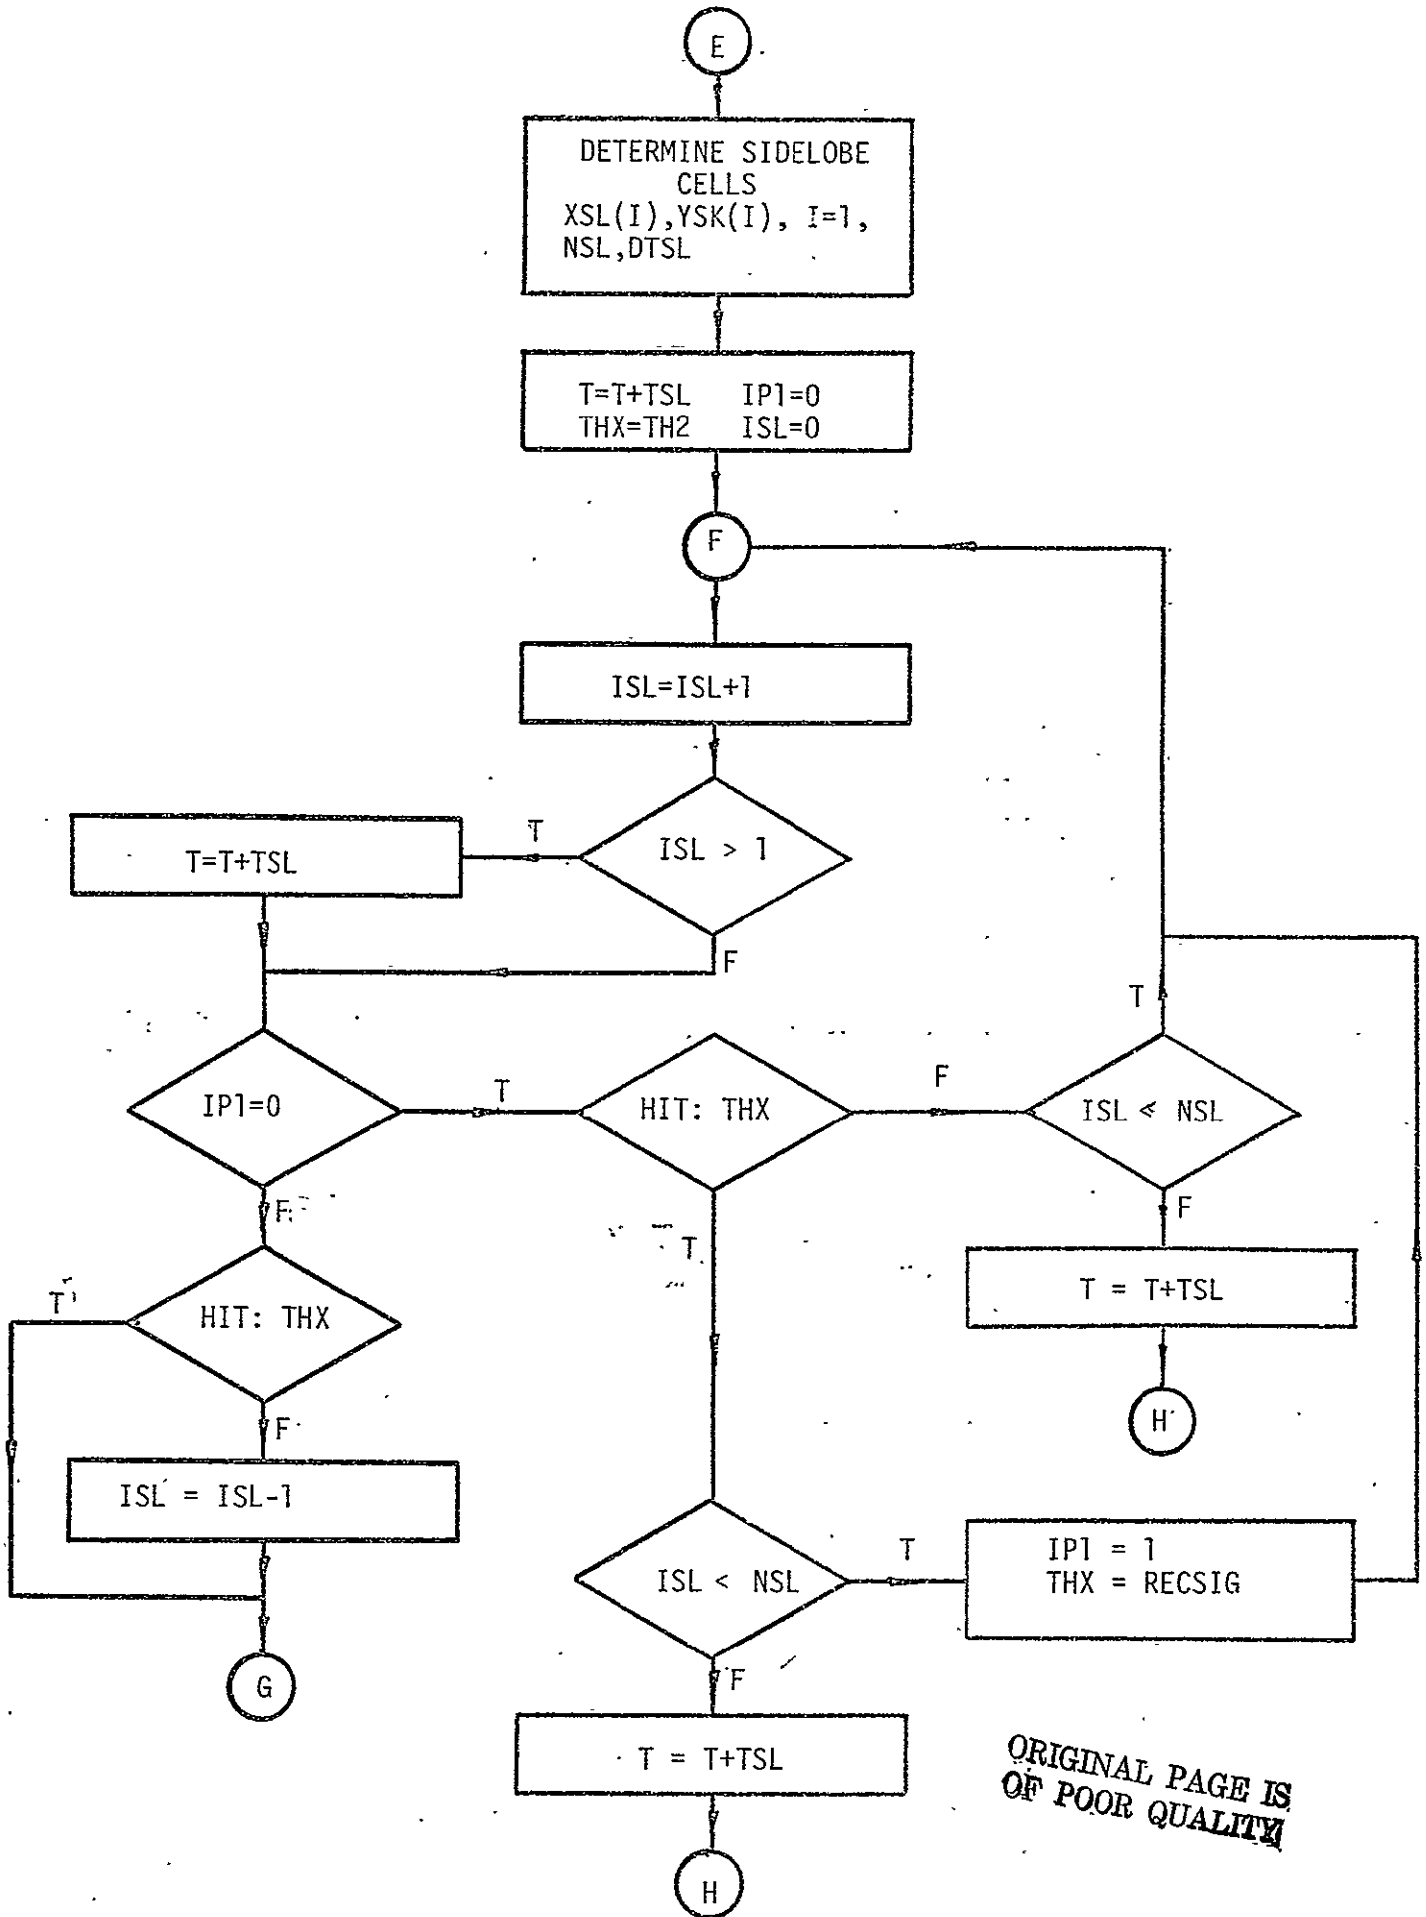 E
DETERMINE SIDELOBE
CELLS
XSL(I),YSK(I), I=1,
NSL,DTSL
T=T+TSL IP1=0
THX=TH2 ISL=0
F
ISL=ISL+1
ISL > 1
T
T=T+TSL
F
IP1=0
T
HIT: THX
F
ISL < NSL
T
F
T
F
HIT: THX
T
F
ISL = ISL-1
G
T = T+TSL
H
ISL < NSL
T
IP1 = 1
THX = RECSIG
F
T = T+TSL
H
ORIGINAL PAGE IS
OF POOR QUALITY